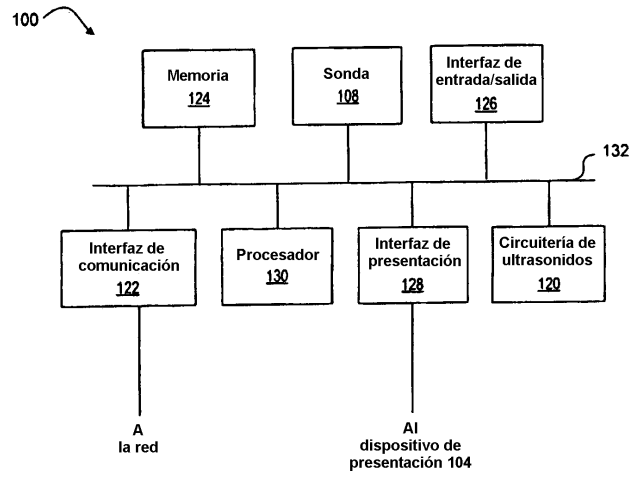 100
Memoria
124
Sonda
108
Interfaz de
entrada/salida
126
132
Interfaz de
comunicación
122
Procesador
130
Interfaz de
presentación
128
Circuitería de
ultrasonidos
120
A
la red
Al
dispositivo de
presentación 104